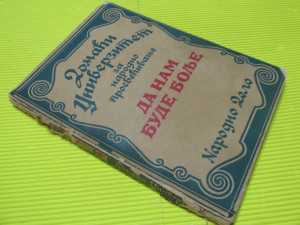 Домаћи
Универзитет
за
народно
просвећивање
ДА НАМ
БУДЕ БОЉЕ
Народно дело